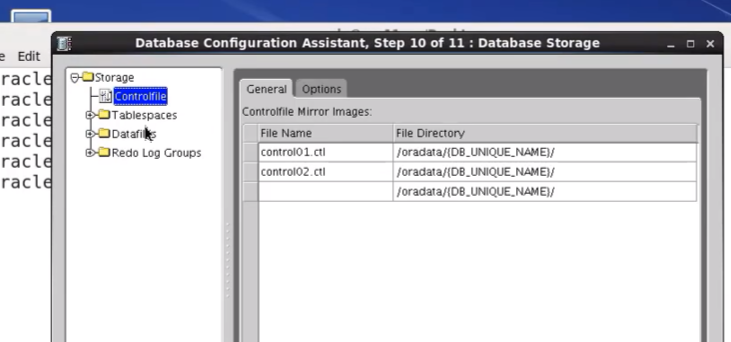 Database Configuration Assistant, Step 10 of 11 : Database Storage
Edit
racle
racle
racle
racle
racle
racle
Storage
Controlfile
Tablespaces
Datafiles
Redo Log Groups
General Options
Controlfile Mirror Images:
File Name File Directory
control01.ctl /oradata/{DB_UNIQUE_NAME}/
control02.ctl /oradata/{DB_UNIQUE_NAME}/
/oradata/{DB_UNIQUE_NAME}/